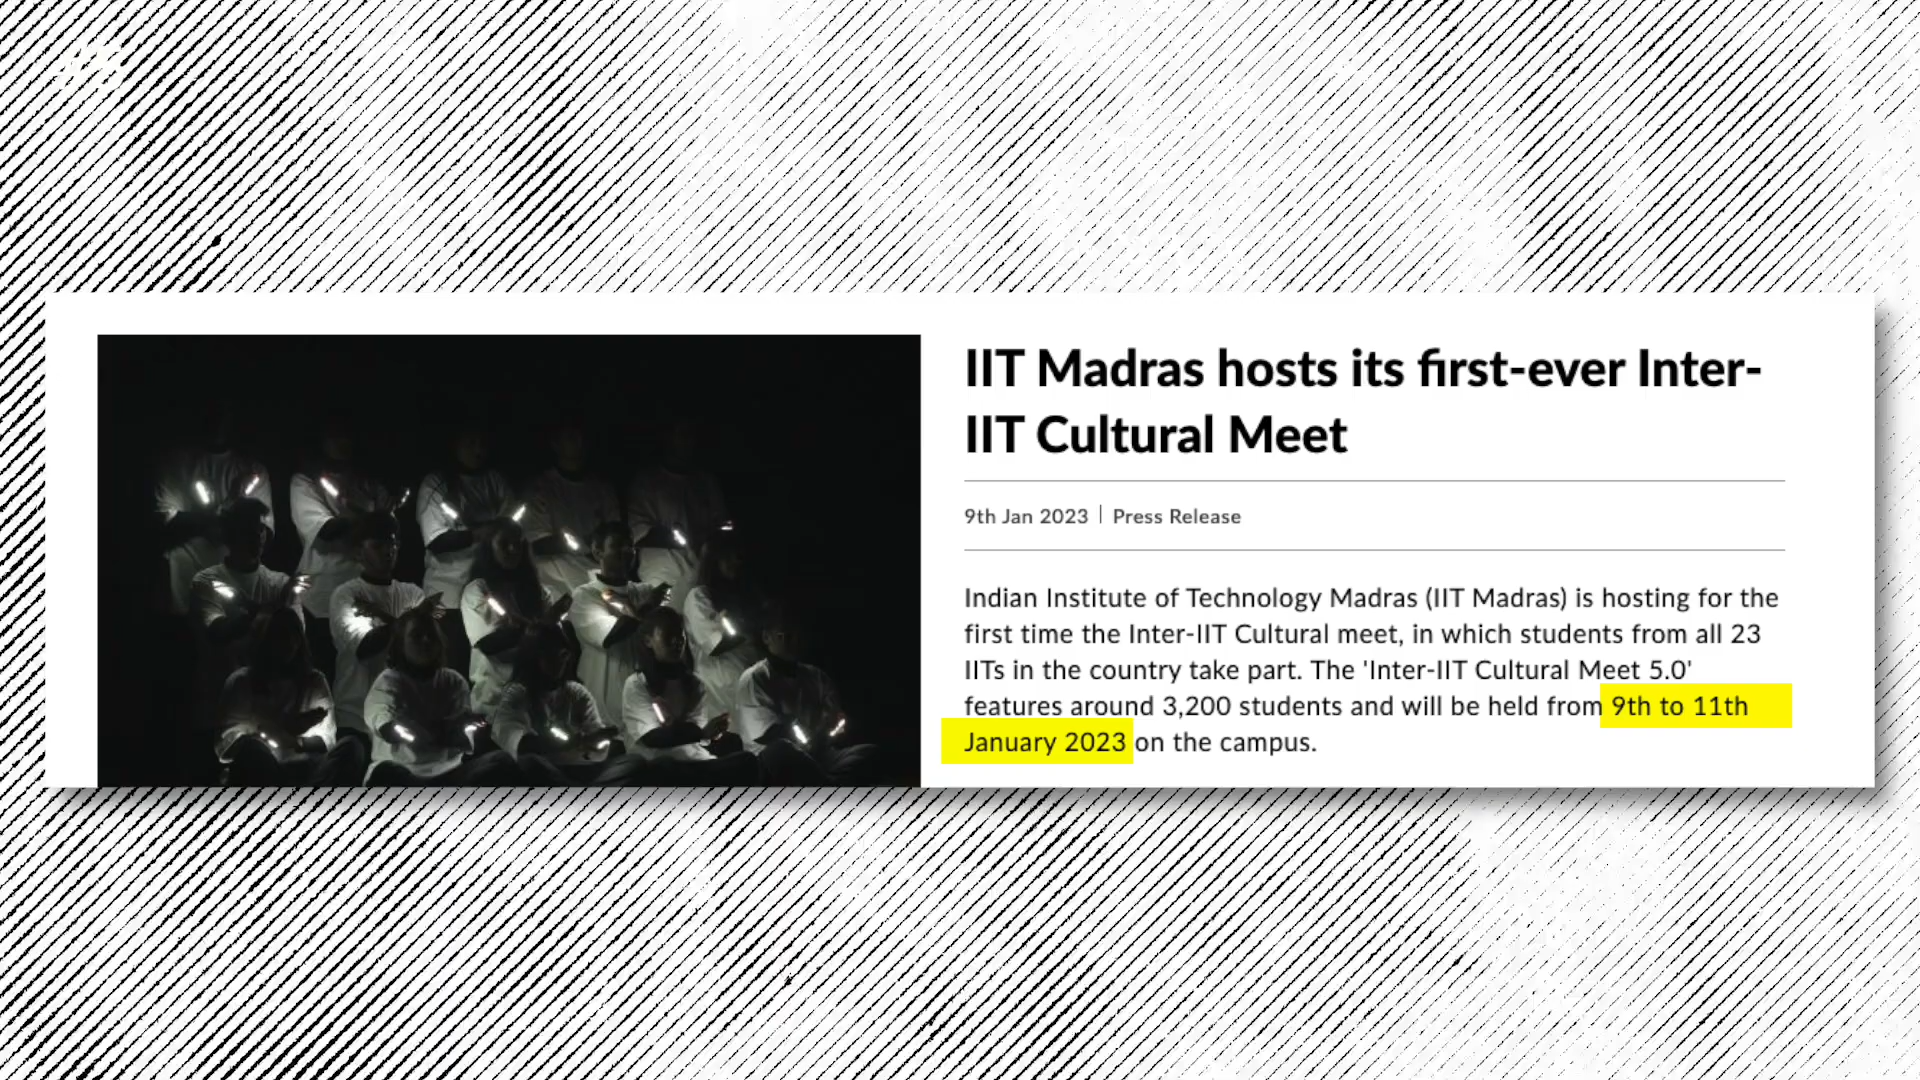 IIT Madras hosts its first-ever Inter-
IIT Cultural Meet
9th Jan 2023 | Press Release
Indian Institute of Technology Madras (IIT Madras) is hosting for the
first time the Inter-IIT Cultural meet, in which students from all 23
IITs in the country take part. The 'Inter-IIT Cultural Meet 5.0'
features around 3,200 students and will be held from 9th to 11th
January 2023 on the campus.